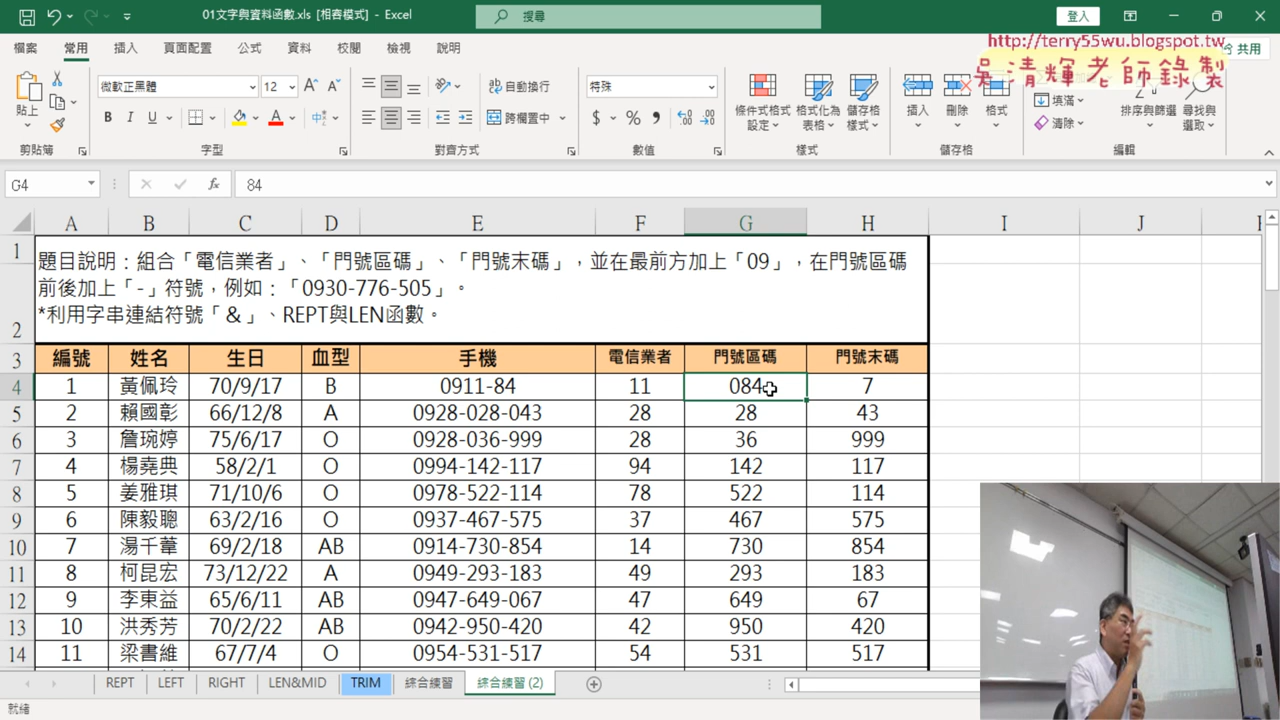 01文字與資料函數.xls [相容模式] - Excel
搜尋
登入
http://terry55wu.blogspot.tw
吳清輝老師錄製
檔案 常用 插入 頁面配置 公式 資料 校閱 檢視 說明
共用
貼上
微軟正黑體 12
B I U
自動換行
跨欄置中
特殊
條件式格式設定
格式化為表格
儲存格樣式
插入 刪除 格式
填滿
清除
排序與篩選
尋找與選取
剪貼簿 字型 對齊方式 數值 樣式 儲存格 編輯
G4 fx 84
A B C D E F G H I J
1
題目說明:組合「電信業者」、「門號區碼」、「門號末碼」,並在最前方加上「09」,在門號區碼
前後加上「-」符號,例如:「0930-776-505」。
2 *利用字串連結符號「&」、REPT與LEN函數。
3 編號 姓名 生日 血型 手機 電信業者 門號區碼 門號末碼
4 1 黃佩玲 70/9/17 B 0911-84 11 084 7
5 2 賴國彰 66/12/8 A 0928-028-043 28 28 43
6 3 詹琬婷 75/6/17 O 0928-036-999 28 36 999
7 4 楊堯典 58/2/1 O 0994-142-117 94 142 117
8 5 姜雅琪 71/10/6 O 0978-522-114 78 522 114
9 6 陳毅聰 63/2/16 O 0937-467-575 37 467 575
10 7 湯千葦 69/2/18 AB 0914-730-854 14 730 854
11 8 柯昆宏 73/12/22 A 0949-293-183 49 293 183
12 9 李東益 65/6/11 AB 0947-649-067 47 649 67
13 10 洪秀芳 70/2/22 AB 0942-950-420 42 950 420
14 11 梁書維 67/7/4 O 0954-531-517 54 531 517
REPT LEFT RIGHT LEN&MID TRIM 綜合練習 綜合練習 (2)
就緒